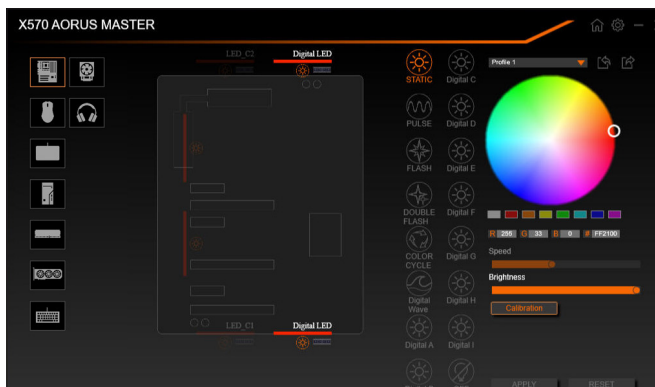 X570 AORUS MASTER
LED_C2
Digital LED
STATIC
Digital C
PULSE
Digital D
FLASH
Digital E
DOUBLE FLASH
Digital F
COLOR CYCLE
Digital G
Digital Wave
Digital H
Digital A
Digital I
Profile 1
R 255 G 33 B 0 # FF2100
Speed
Brightness
Calibration
LED_C1
Digital LED
APPLY
RESET